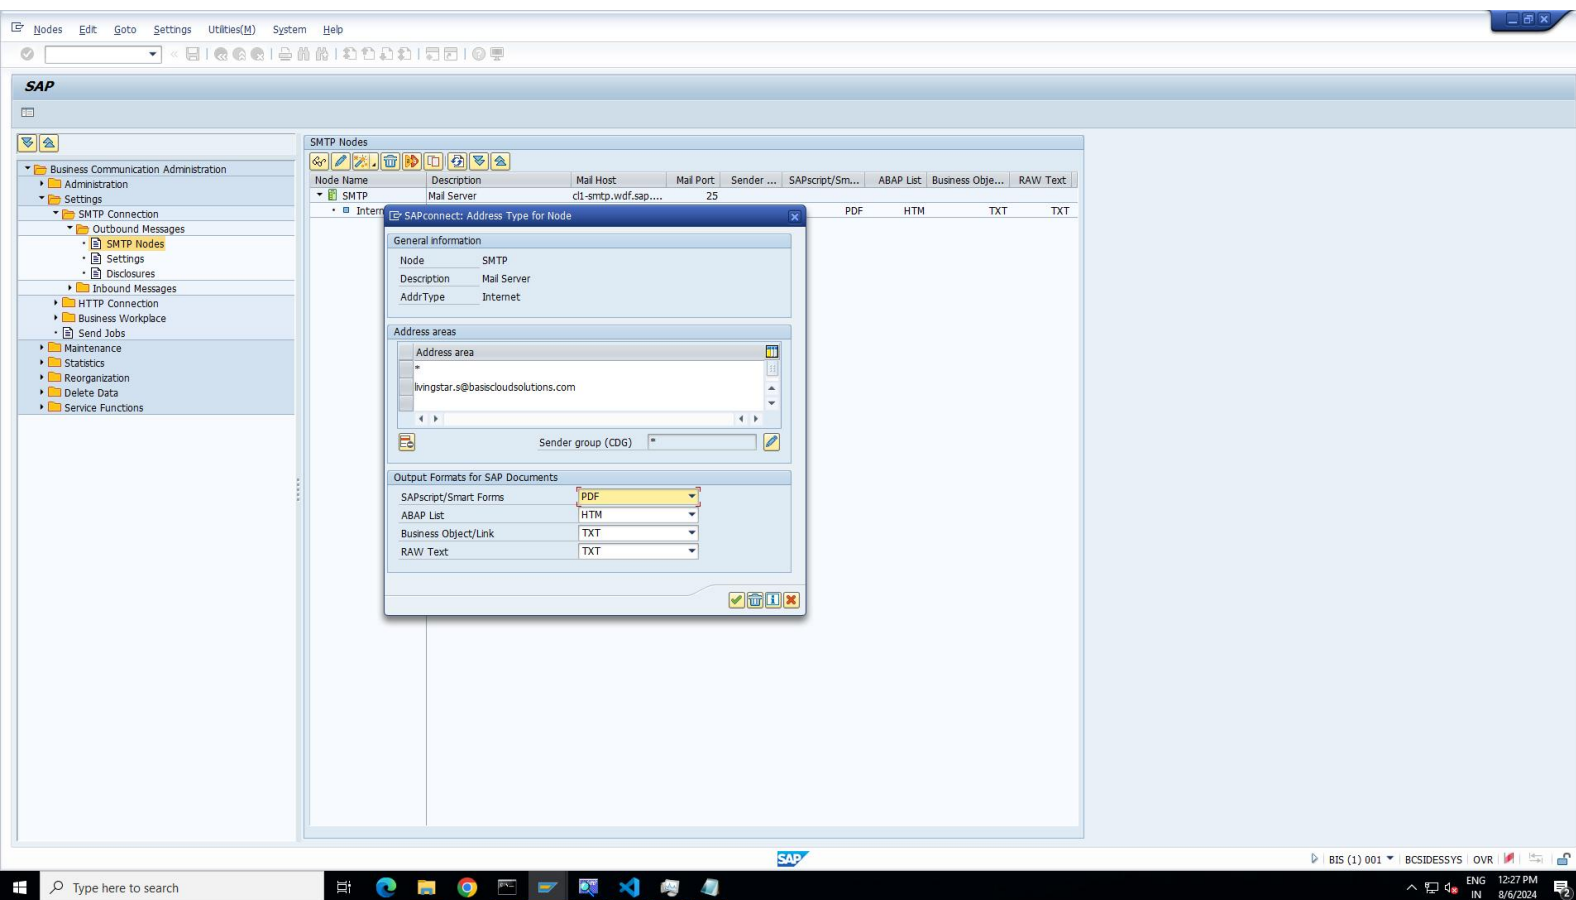 Nodes Edit Goto Settings Utilities(M) System Help
SAP
SMTP Nodes
Node Name Description Mail Host Mail Port Sender ... SAPscript/Sm... ABAP List Business Obje... RAW Text
SMTP Mail Server cl1-smtp.wdf.sap.... 25
Intern PDF HTM TXT TXT
Business Communication Administration
Administration
Settings
SMTP Connection
Outbound Messages
SMTP Nodes
Settings
Disclosures
Inbound Messages
HTTP Connection
Business Workplace
Send Jobs
Maintenance
Statistics
Reorganization
Delete Data
Service Functions
SAPconnect: Address Type for Node
General information
Node SMTP
Description Mail Server
AddrType Internet
Address areas
Address area
*
livingstar.s@basiscloudsolutions.com
Sender group (CDG) *
Output Formats for SAP Documents
SAPscript/Smart Forms PDF
ABAP List HTM
Business Object/Link TXT
RAW Text TXT
SAP
BIS (1) 001 BCSIDESSYS OVR
Type here to search
ENG 12:27 PM
IN 8/6/2024
2